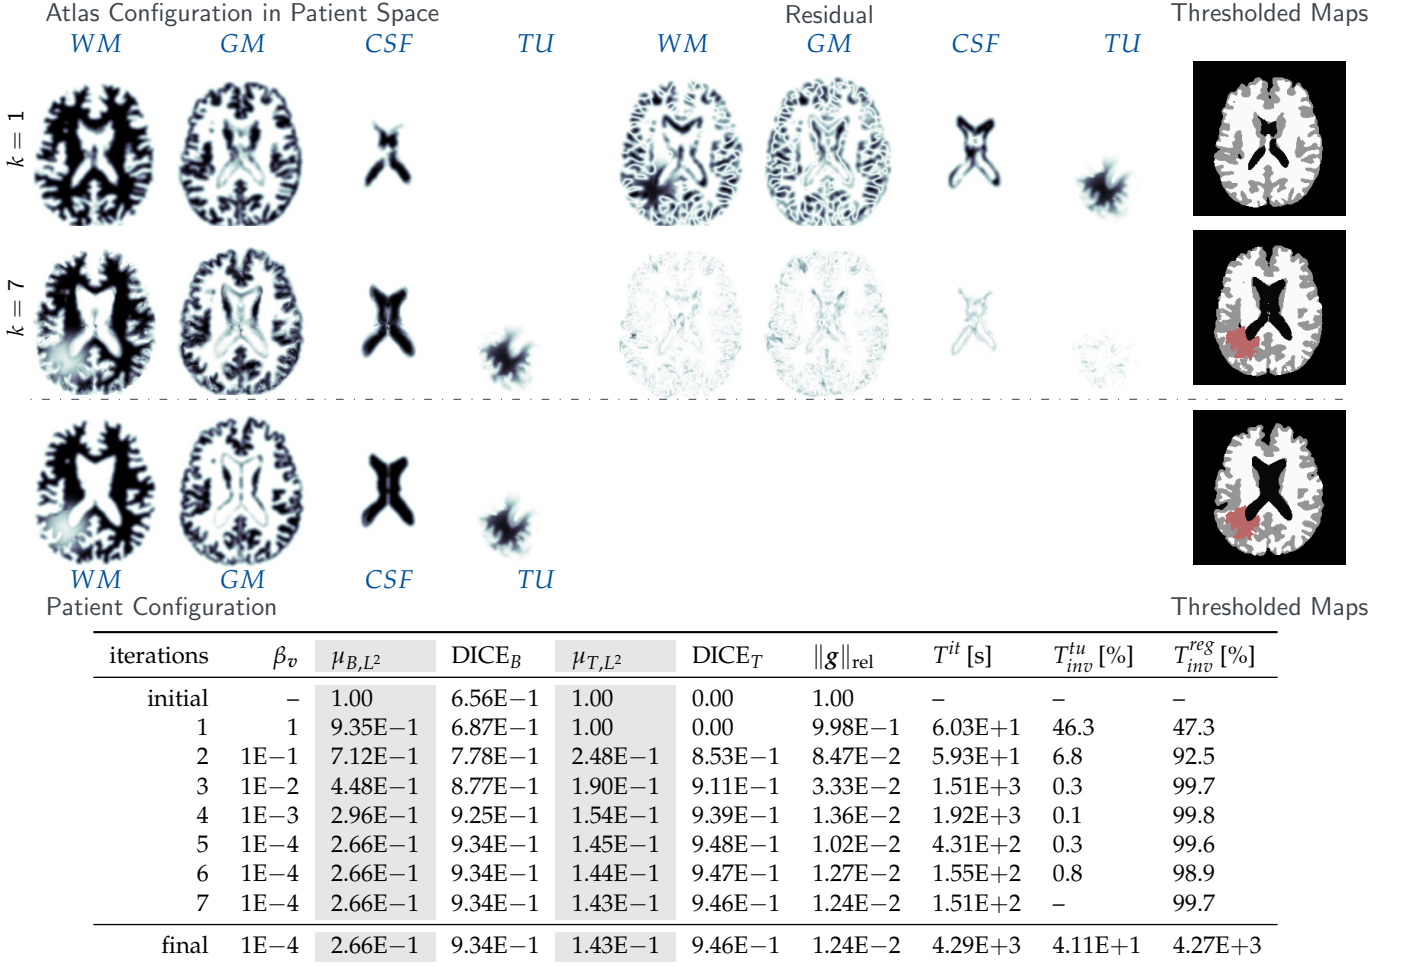 Atlas Configuration in Patient Space Residual Thresholded Maps
WM GM CSF TU WM GM CSF TU
k = 1
k = 7
WM GM CSF TU
Patient Configuration Thresholded Maps
iterations β_v μ_{B,L²} DICE_B μ_{T,L²} DICE_T ‖g‖_rel T^{it} [s] T^{tu}_{inv} [%] T^{reg}_{inv} [%]
initial – 1.00 6.56E−1 1.00 0.00 1.00 – – –
1 1 9.35E−1 6.87E−1 1.00 0.00 9.98E−1 6.03E+1 46.3 47.3
2 1E−1 7.12E−1 7.78E−1 2.48E−1 8.53E−1 8.47E−2 5.93E+1 6.8 92.5
3 1E−2 4.48E−1 8.77E−1 1.90E−1 9.11E−1 3.33E−2 1.51E+3 0.3 99.7
4 1E−3 2.96E−1 9.25E−1 1.54E−1 9.39E−1 1.36E−2 1.92E+3 0.1 99.8
5 1E−4 2.66E−1 9.34E−1 1.45E−1 9.48E−1 1.02E−2 4.31E+2 0.3 99.6
6 1E−4 2.66E−1 9.34E−1 1.44E−1 9.47E−1 1.27E−2 1.55E+2 0.8 98.9
7 1E−4 2.66E−1 9.34E−1 1.43E−1 9.46E−1 1.24E−2 1.51E+2 – 99.7
final 1E−4 2.66E−1 9.34E−1 1.43E−1 9.46E−1 1.24E−2 4.29E+3 4.11E+1 4.27E+3